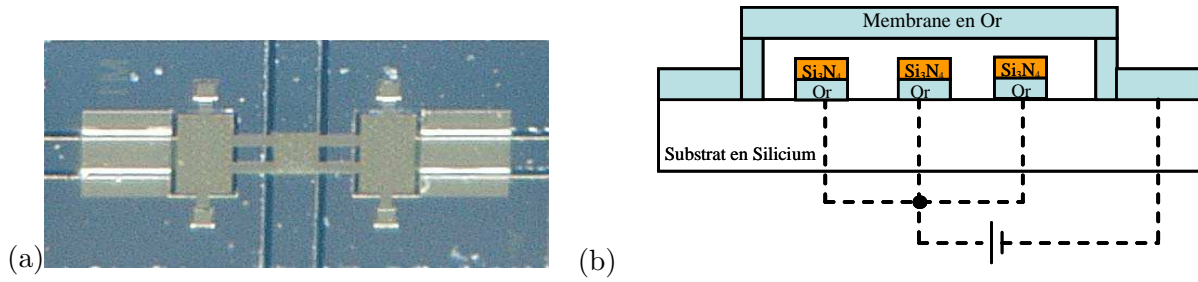 Membrane en Or
Si₃N₄ Si₃N₄ Si₃N₄
Or Or Or
Substrat en Silicium
(a) (b)